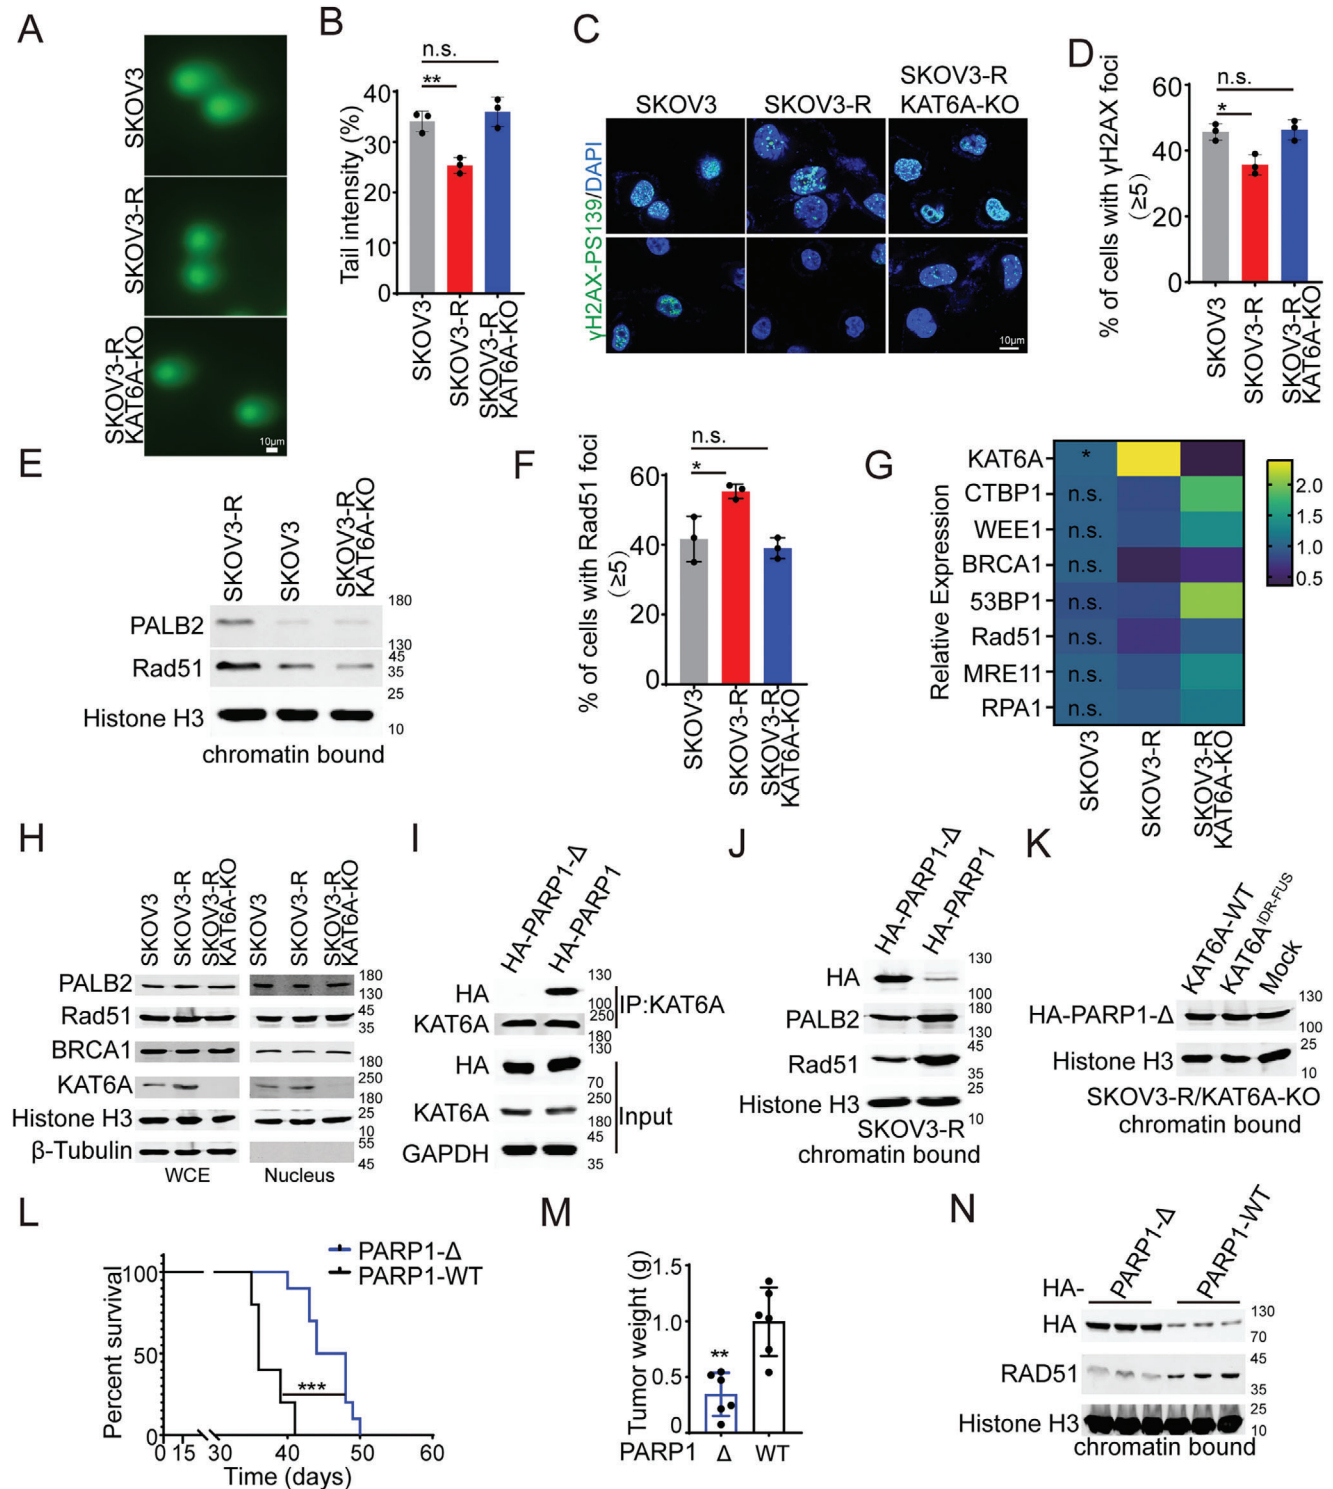 A
SKOV3
SKOV3-R
SKOV3-R
KAT6A-KO
10μm
B
n.s.
**
Tail intensity (%)
40
30
20
10
0
SKOV3
SKOV3-R
SKOV3-R
KAT6A-KO
C
SKOV3
SKOV3-R
SKOV3-R
KAT6A-KO
γH2AX-PS139/DAPI
10μm
D
n.s.
*
% of cells with γH2AX foci
(≥5)
60
40
20
0
SKOV3
SKOV3-R
SKOV3-R
KAT6A-KO
E
SKOV3-R
SKOV3
SKOV3-R
KAT6A-KO
180
PALB2
130
45
Rad51
35
25
Histone H3
10
chromatin bound
F
n.s.
*
% of cells with Rad51 foci
(≥5)
60
40
20
0
SKOV3
SKOV3-R
SKOV3-R
KAT6A-KO
G
Relative Expression
KAT6A
*
CTBP1
n.s.
WEE1
n.s.
BRCA1
n.s.
53BP1
n.s.
Rad51
n.s.
MRE11
n.s.
RPA1
n.s.
2.0
1.5
1.0
0.5
SKOV3
SKOV3-R
SKOV3-R
KAT6A-KO
H
SKOV3
SKOV3-R
SKOV3-R
KAT6A-KO
SKOV3
SKOV3-R
SKOV3-R
KAT6A-KO
PALB2
180
130
Rad51
45
35
BRCA1
180
KAT6A
250
180
Histone H3
25
10
β-Tubulin
55
45
WCE
Nucleus
I
HA-PARP1-Δ
HA-PARP1
HA
130
100
KAT6A
250
180
IP:KAT6A
HA
130
70
KAT6A
250
180
Input
GAPDH
45
35
J
HA-PARP1-Δ
HA-PARP1
HA
130
100
PALB2
180
130
Rad51
45
35
Histone H3
25
10
SKOV3-R
chromatin bound
K
KAT6A-WT
KAT6A^IDR-FUS
Mock
HA-PARP1-Δ
130
100
Histone H3
25
10
SKOV3-R/KAT6A-KO
chromatin bound
L
PARP1-Δ
PARP1-WT
Percent survival
100
50
0
***
0 15 30 40 50 60
Time (days)
M
Tumor weight (g)
1.5
1.0
0.5
0
**
PARP1 Δ WT
N
PARP1-Δ
PARP1-WT
HA-
HA
130
70
RAD51
45
35
Histone H3
25
10
chromatin bound